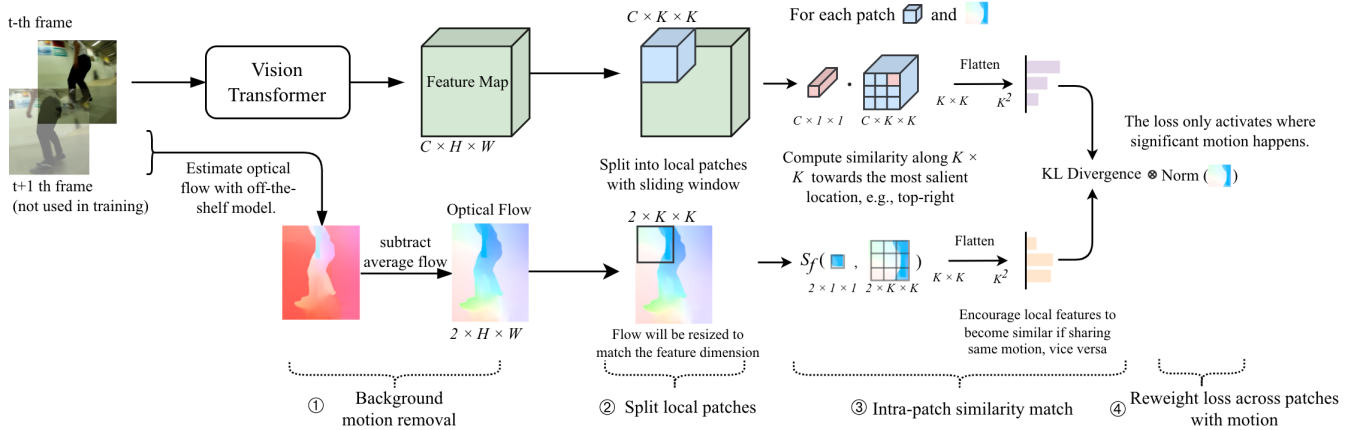 t-th frame
t+1 th frame
(not used in training)
Vision
Transformer
Estimate optical
flow with off-the-
shelf model.
subtract
average flow
Feature Map
C × H × W
Optical Flow
2 × H × W
C × K × K
Split into local patches
with sliding window
2 × K × K
Flow will be resized to
match the feature dimension
For each patch and
C × 1 × 1
·
C × K × K
Flatten
K × K
K²
Compute similarity along K ×
K towards the most salient
location, e.g., top-right
S_f( , )
2 × 1 × 1
2 × K × K
Flatten
K × K
K²
Encourage local features to
become similar if sharing
same motion, vice versa
The loss only activates where
significant motion happens.
KL Divergence ⊗ Norm ( )
① Background
motion removal
② Split local patches
③ Intra-patch similarity match
④ Reweight loss across patches
with motion